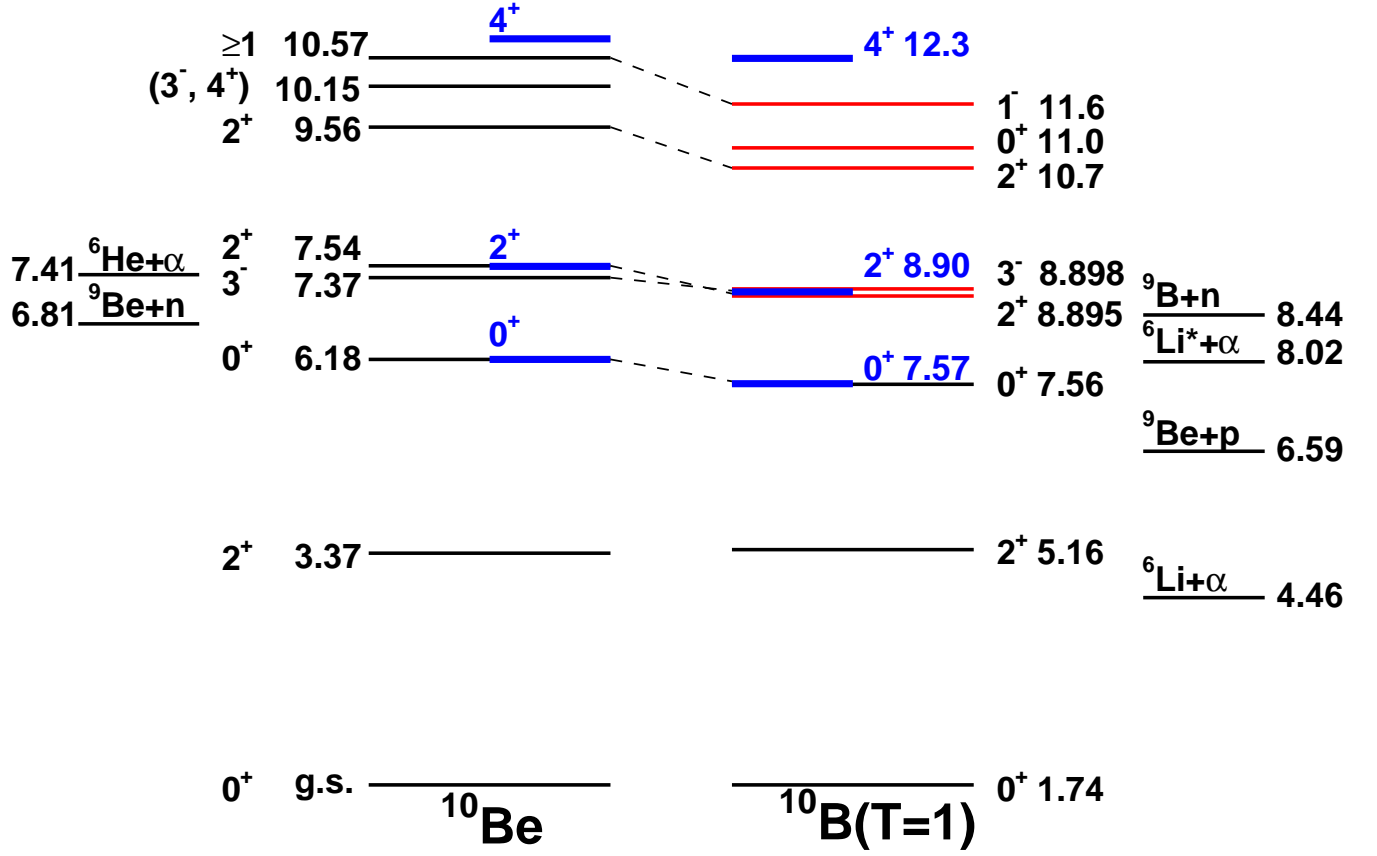 4⁺
≥1 10.57
4⁺ 12.3
(3⁻, 4⁺) 10.15
1⁻ 11.6
2⁺ 9.56
0⁺ 11.0
2⁺ 10.7
2⁺ 7.54
2⁺
2⁺ 8.90
3⁻ 8.898
7.41 ⁶He+α
3⁻ 7.37
2⁺ 8.895
⁹B+n 8.44
6.81 ⁹Be+n
0⁺
⁶Li*+α 8.02
0⁺ 6.18
0⁺ 7.57
0⁺ 7.56
⁹Be+p 6.59
2⁺ 3.37
2⁺ 5.16
⁶Li+α 4.46
0⁺ g.s.
0⁺ 1.74
¹⁰Be
¹⁰B(T=1)